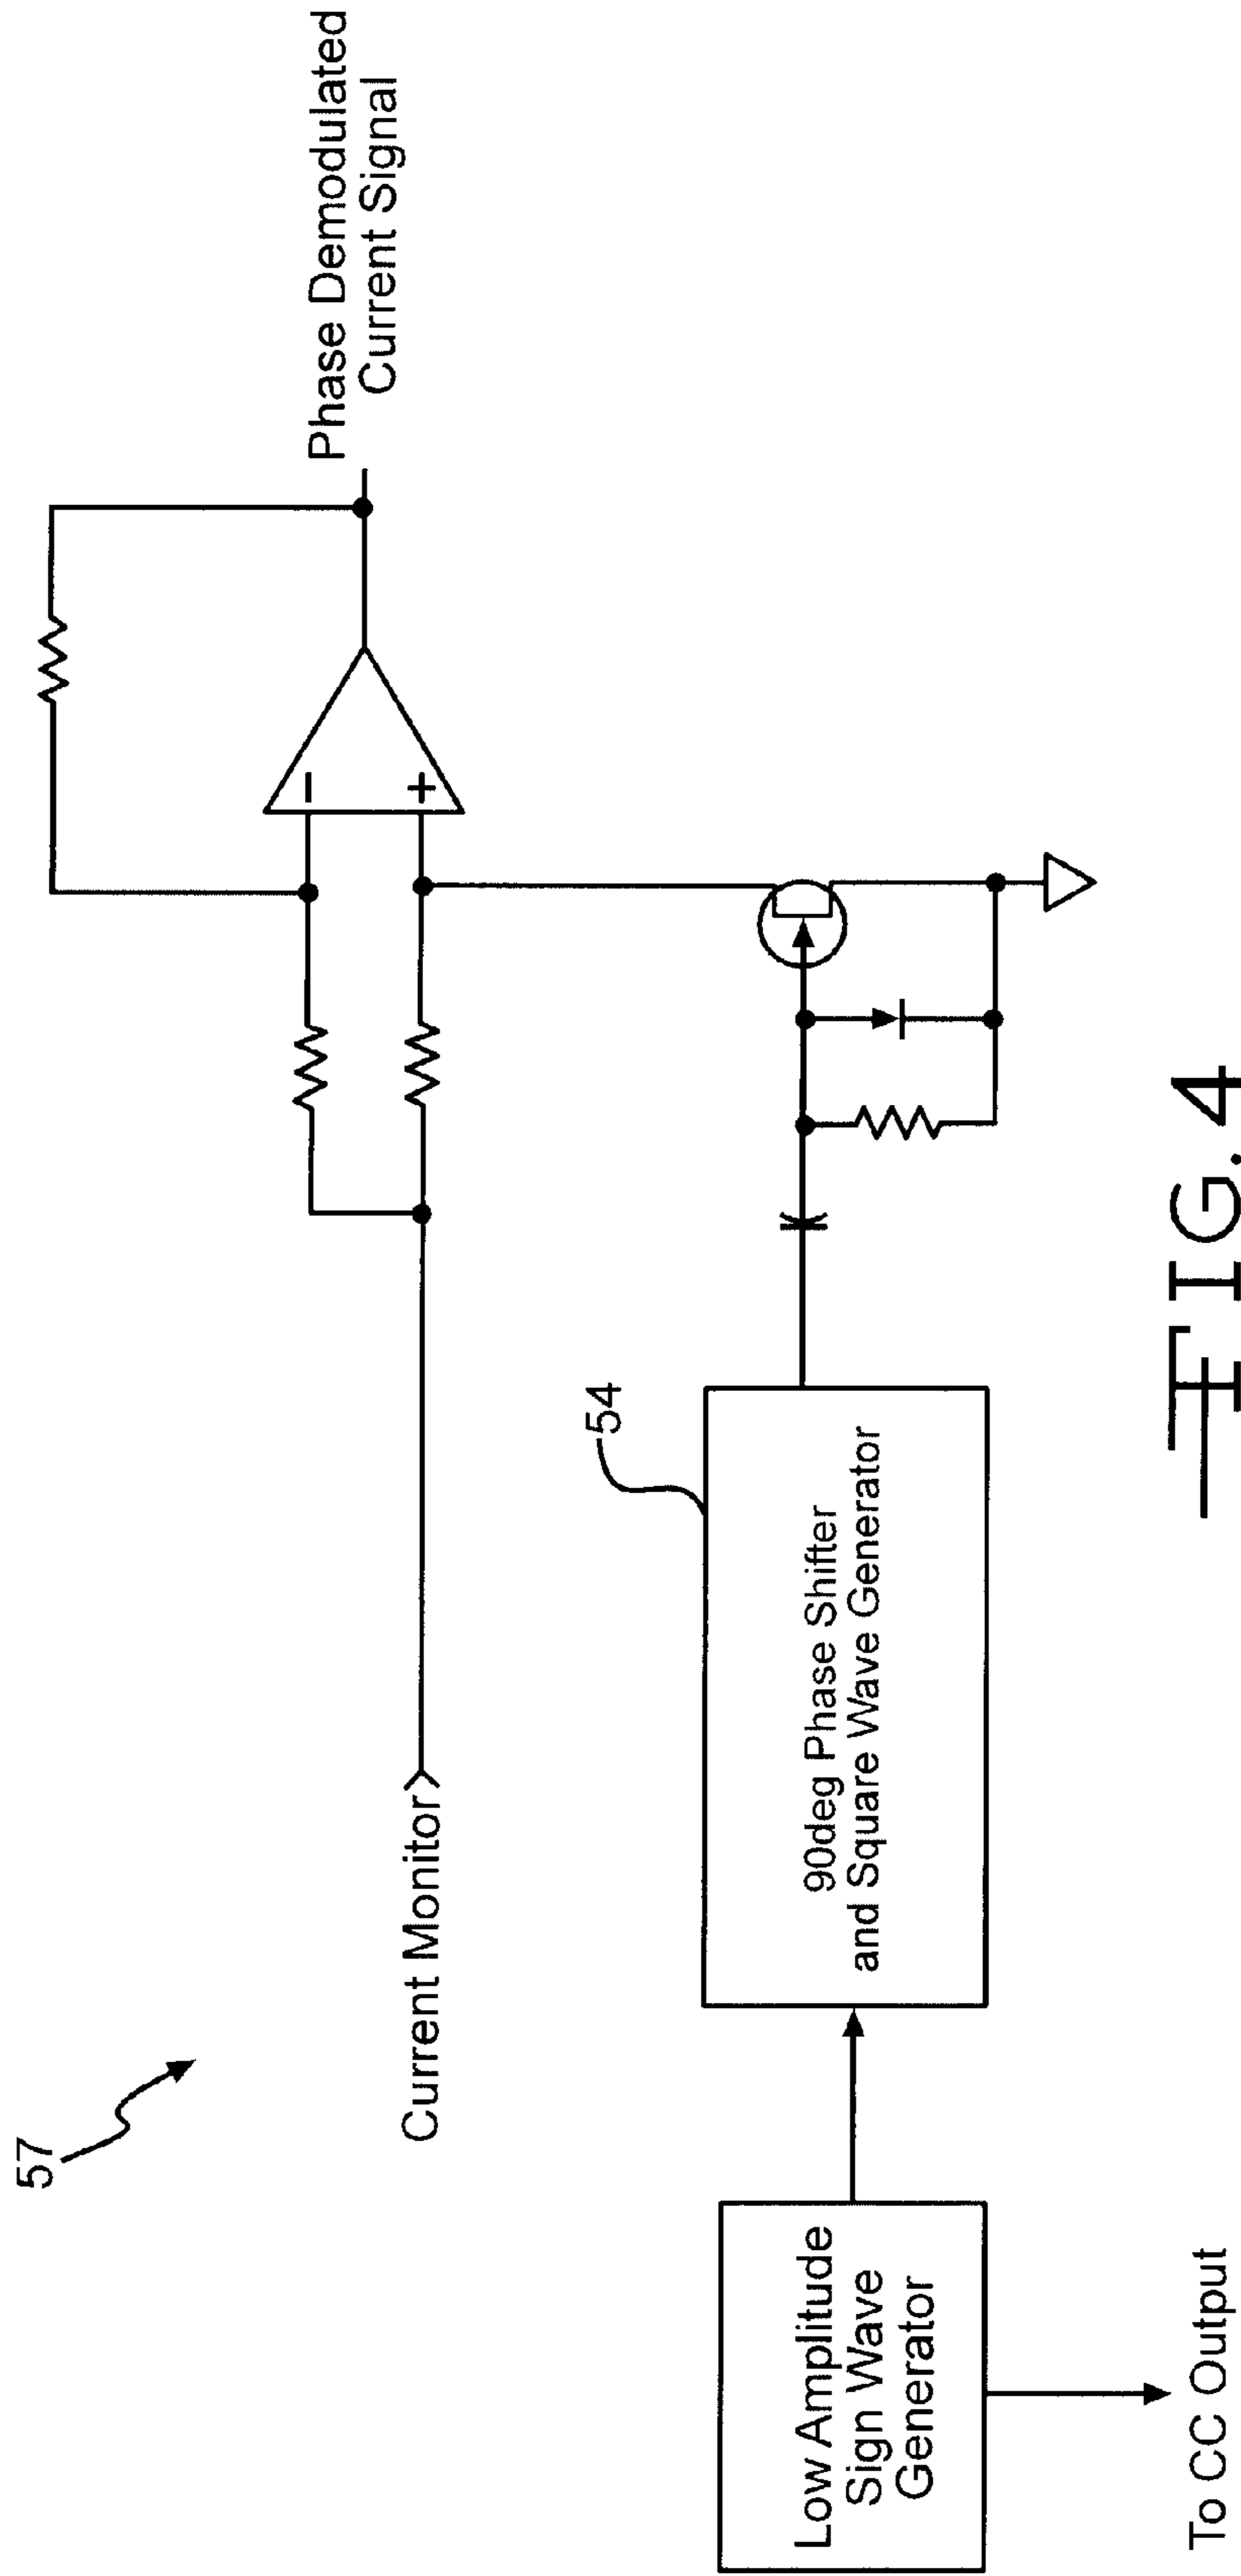 57
Phase Demodulated
Current Signal
−
+
Current Monitor
54
90deg Phase Shifter
and Square Wave Generator
Low Amplitude
Sign Wave
Generator
To CC Output
FIG. 4